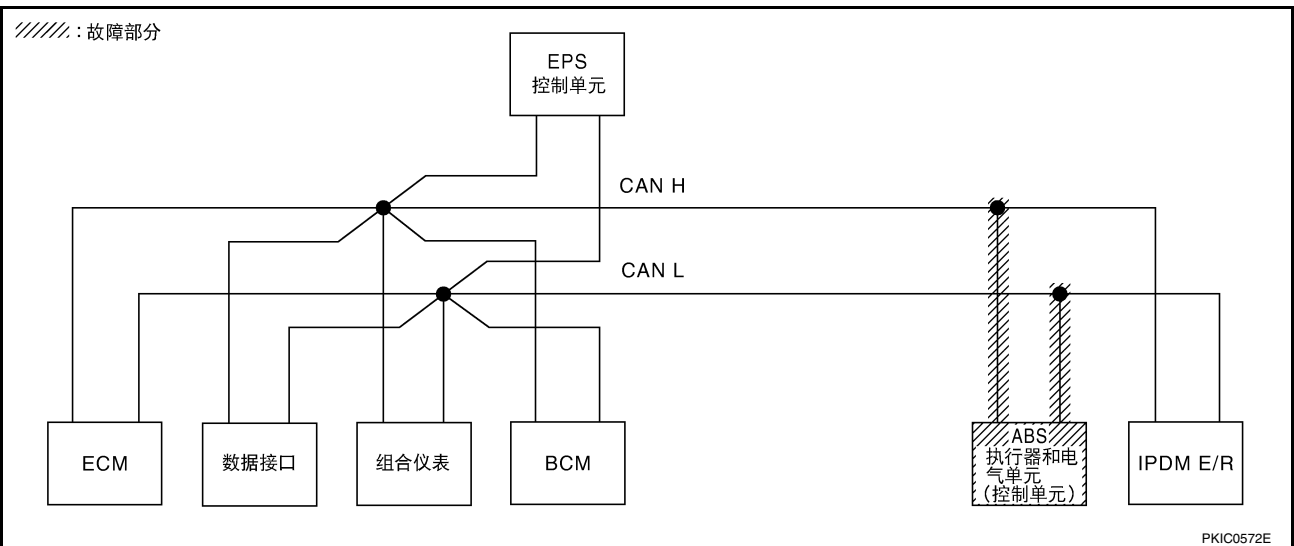 ：故障部分
EPS
控制单元
CAN H
CAN L
ECM
数据接口
组合仪表
BCM
ABS
执行器和电
气单元
（控制单元）
IPDM E/R
PKIC0572E